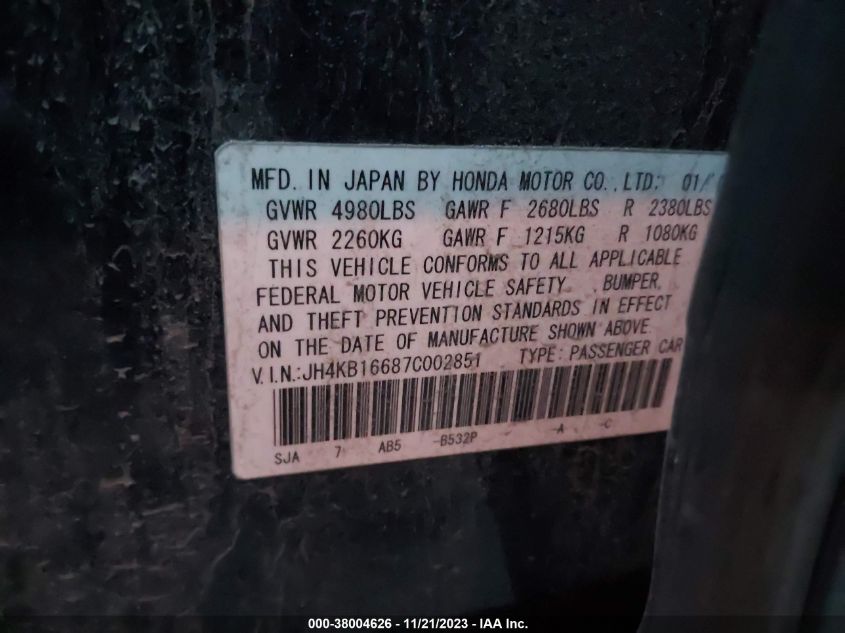 MFD. IN JAPAN BY HONDA MOTOR CO., LTD. 01/
GVWR 4980LBS GAWR F 2680LBS R 2380LBS
GVWR 2260KG GAWR F 1215KG R 1080KG
THIS VEHICLE CONFORMS TO ALL APPLICABLE
FEDERAL MOTOR VEHICLE SAFETY, BUMPER,
AND THEFT PREVENTION STANDARDS IN EFFECT
ON THE DATE OF MANUFACTURE SHOWN ABOVE.
V.I.N.:JH4KB16687C002851 TYPE: PASSENGER CAR
SJA 7 AB5 -B532P -A -C
000-38004626 - 11/21/2023 - IAA Inc.